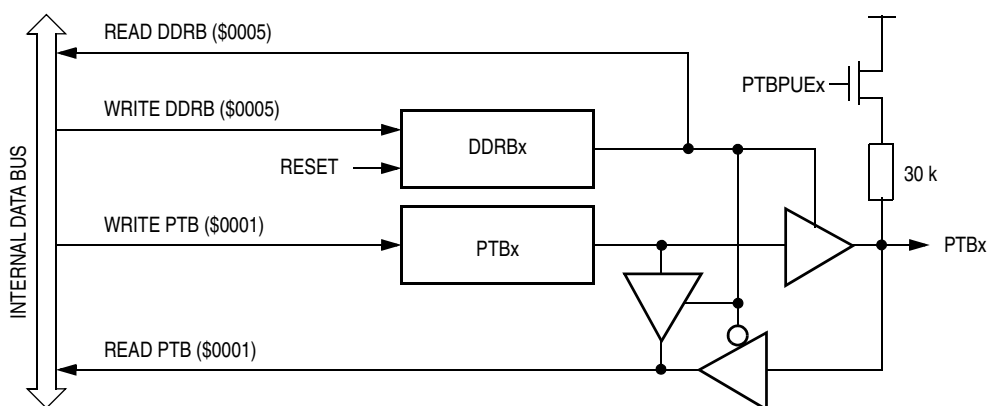 READ DDRB ($0005)
PTBPUEx
WRITE DDRB ($0005)
DDRBx
RESET
30 k
INTERNAL DATA BUS
WRITE PTB ($0001)
PTBx
PTBx
READ PTB ($0001)